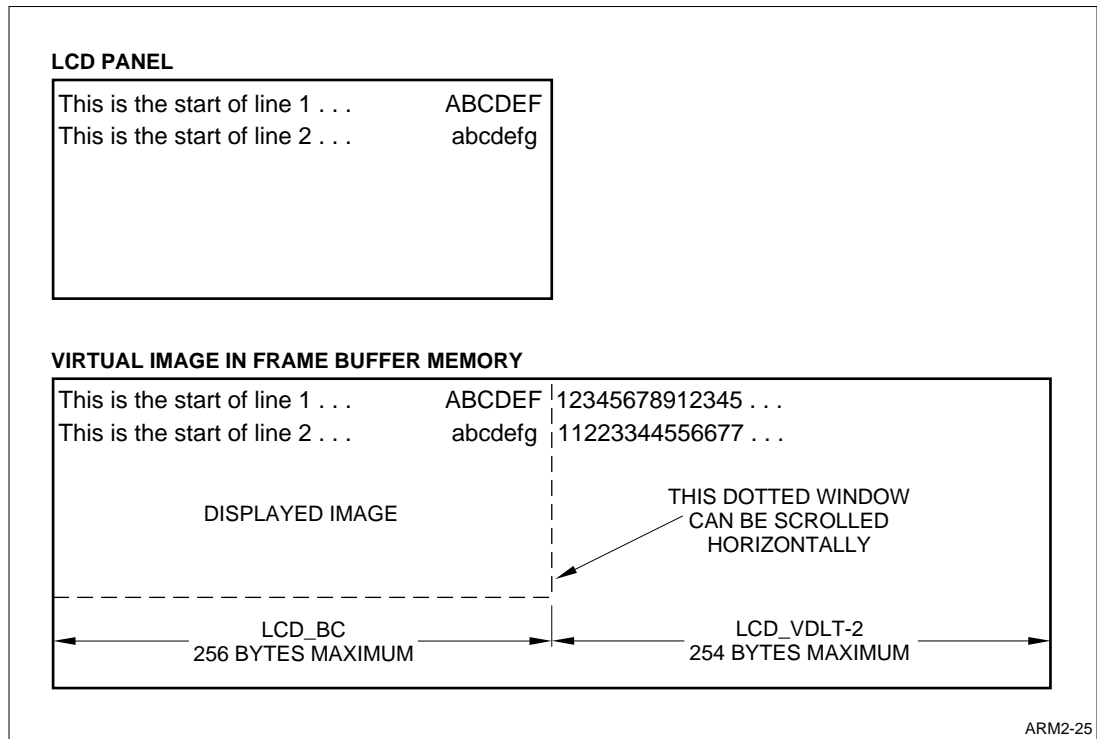 LCD PANEL
This is the start of line 1 . . . ABCDEF
This is the start of line 2 . . . abcdefg
VIRTUAL IMAGE IN FRAME BUFFER MEMORY
This is the start of line 1 . . . ABCDEF 12345678912345 . . .
This is the start of line 2 . . . abcdefg 11223344556677 . . .
DISPLAYED IMAGE
THIS DOTTED WINDOW
CAN BE SCROLLED
HORIZONTALLY
LCD_BC
256 BYTES MAXIMUM
LCD_VDLT-2
254 BYTES MAXIMUM
ARM2-25